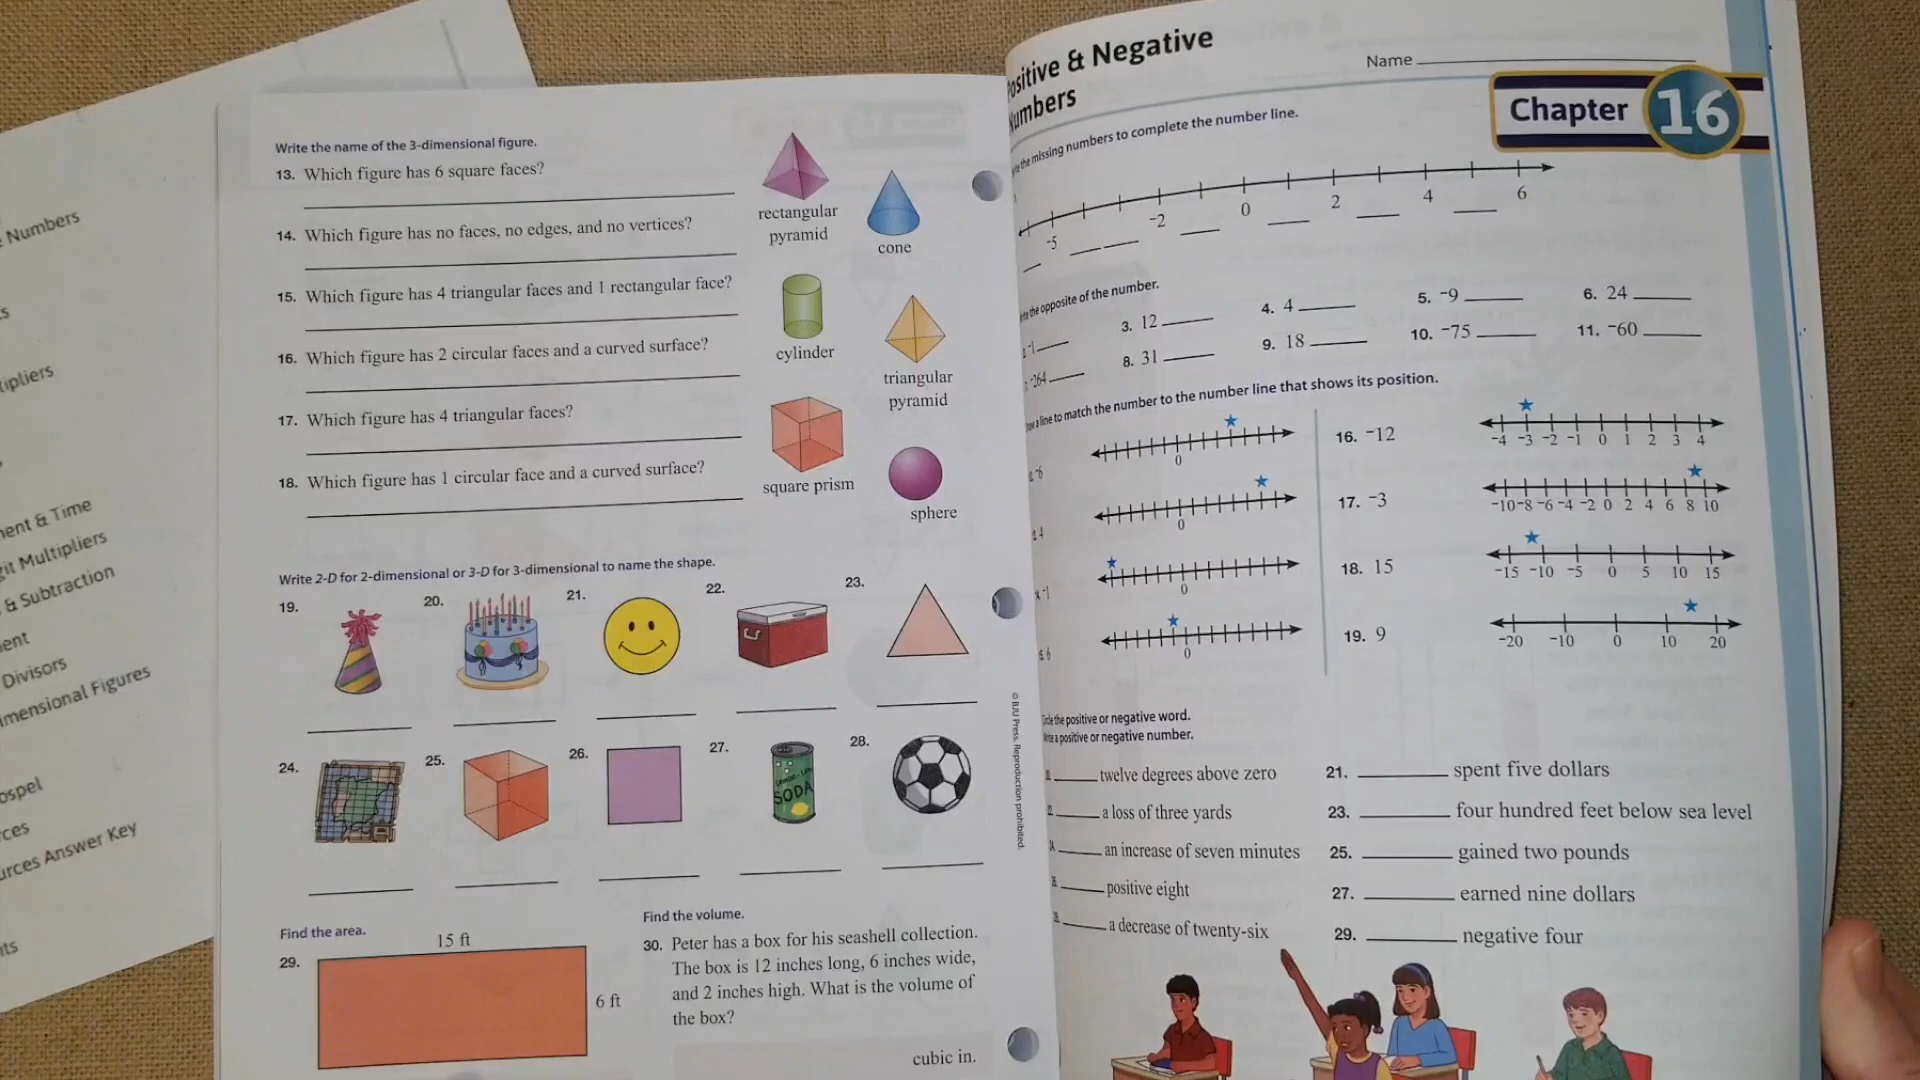 Numbers
ipliers
ment & Time
git Multipliers
& Subtraction
ent
Divisors
imensional Figures
ospel
rces
urces Answer Key
nts
Write the name of the 3-dimensional figure.
13. Which figure has 6 square faces?
14. Which figure has no faces, no edges, and no vertices?
15. Which figure has 4 triangular faces and 1 rectangular face?
16. Which figure has 2 circular faces and a curved surface?
17. Which figure has 4 triangular faces?
18. Which figure has 1 circular face and a curved surface?
rectangular
pyramid
cone
cylinder
triangular
pyramid
square prism
sphere
Write 2-D for 2-dimensional or 3-D for 3-dimensional to name the shape.
19.
20.
21.
22.
23.
24.
25.
26.
27.
SODA
28.
Find the area.
29.
15 ft
6 ft
Find the volume.
30. Peter has a box for his seashell collection.
The box is 12 inches long, 6 inches wide,
and 2 inches high. What is the volume of
the box?
cubic in.
© BJU Press. Reproduction prohibited.
ositive & Negative
umbers
Name
Chapter 16
the missing numbers to complete the number line.
-5 -2 0 2 4 6
the opposite of the number.
-1
3. 12
4. 4
5. -9
6. 24
-264
8. 31
9. 18
10. -75
11. -60
a line to match the number to the number line that shows its position.
-6
0
4
0
-1
0
6
0
16. -12
-4 -3 -2 -1 0 1 2 3 4
17. -3
-10 -8 -6 -4 -2 0 2 4 6 8 10
18. 15
-15 -10 -5 0 5 10 15
19. 9
-20 -10 0 10 20
the positive or negative word.
a positive or negative number.
twelve degrees above zero
21. spent five dollars
a loss of three yards
23. four hundred feet below sea level
an increase of seven minutes
25. gained two pounds
positive eight
27. earned nine dollars
a decrease of twenty-six
29. negative four